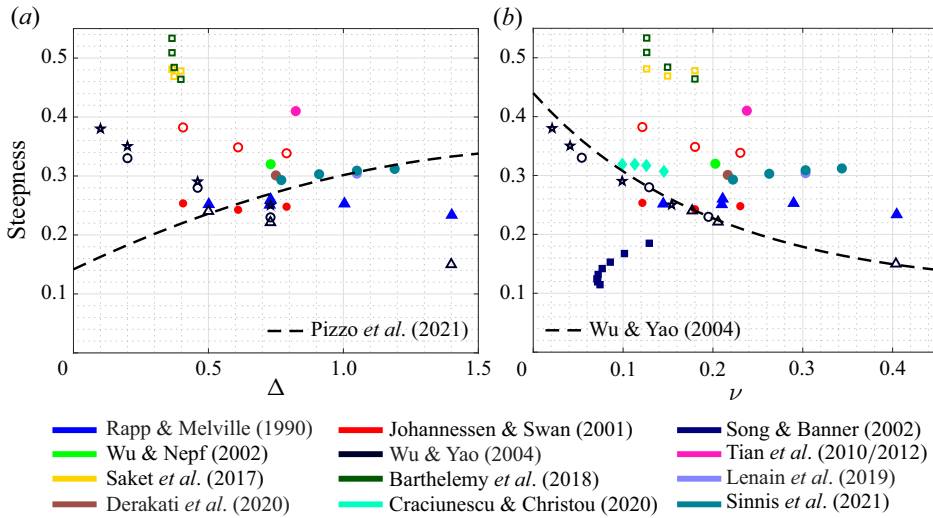 (a)
(b)
Steepness
0.5
0.4
0.3
0.2
0.1
0
0.5
1.0
1.5
Δ
Pizzo et al. (2021)
0.5
0.4
0.3
0.2
0.1
0
0.1
0.2
0.3
0.4
ν
Wu & Yao (2004)
Rapp & Melville (1990)
Johannessen & Swan (2001)
Song & Banner (2002)
Wu & Nepf (2002)
Wu & Yao (2004)
Tian et al. (2010/2012)
Saket et al. (2017)
Barthelemy et al. (2018)
Lenain et al. (2019)
Derakati et al. (2020)
Craciunescu & Christou (2020)
Sinnis et al. (2021)